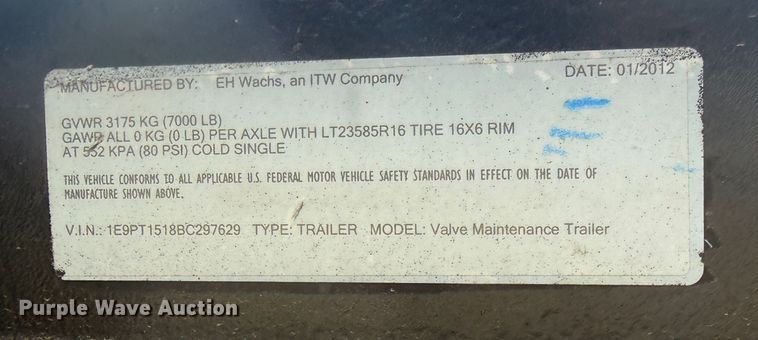 MANUFACTURED BY: EH Wachs, an ITW Company DATE: 01/2012
GVWR 3175 KG (7000 LB)
GAWR ALL 0 KG (0 LB) PER AXLE WITH LT23585R16 TIRE 16X6 RIM
AT 552 KPA (80 PSI) COLD SINGLE
THIS VEHICLE CONFORMS TO ALL APPLICABLE U.S. FEDERAL MOTOR VEHICLE SAFETY STANDARDS IN EFFECT ON THE DATE OF
MANUFACTURE SHOWN ABOVE.
V.I.N.: 1E9PT1518BC297629 TYPE: TRAILER MODEL: Valve Maintenance Trailer
Purple Wave Auction